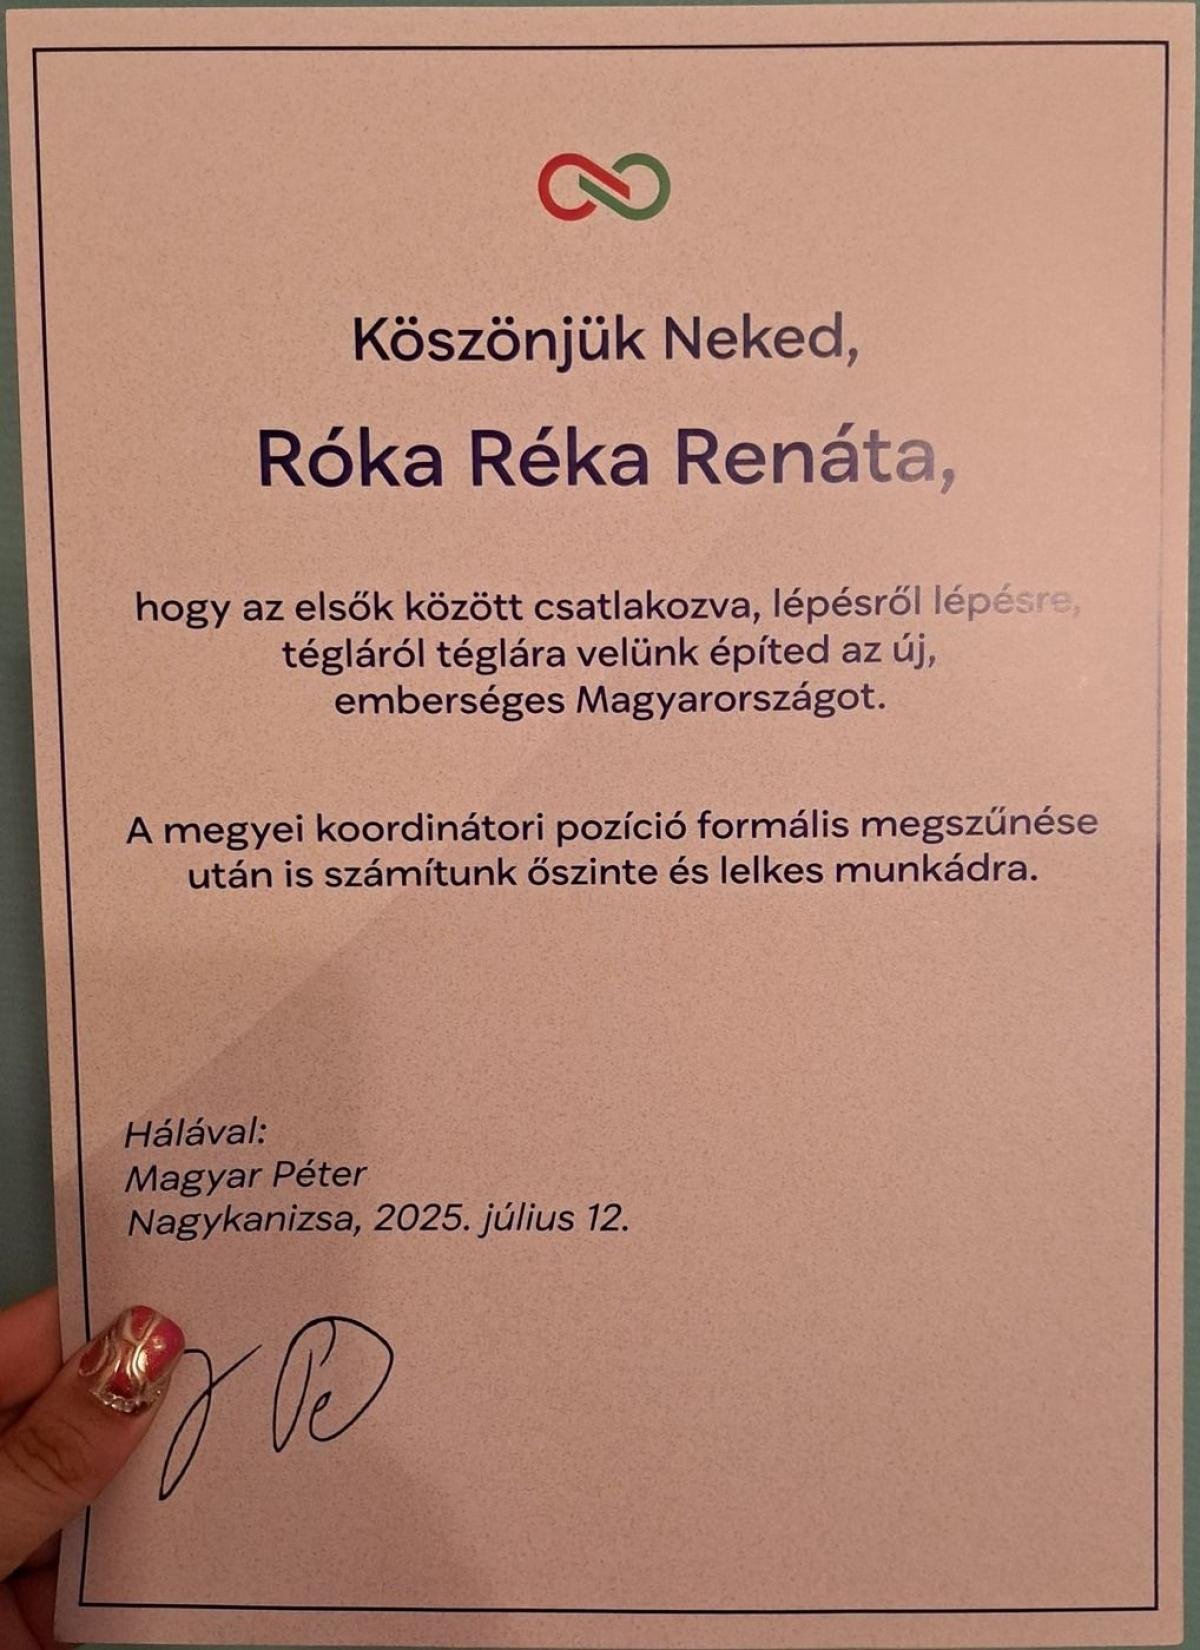 Köszönjük Neked,
Róka Réka Renáta,
hogy az elsők között csatlakozva, lépésről lépésre,
tégláról téglára velünk építed az új,
emberséges Magyarországot.
A megyei koordinátori pozíció formális megszűnése
után is számítunk őszinte és lelkes munkádra.
Hálával:
Magyar Péter
Nagykanizsa, 2025. július 12.